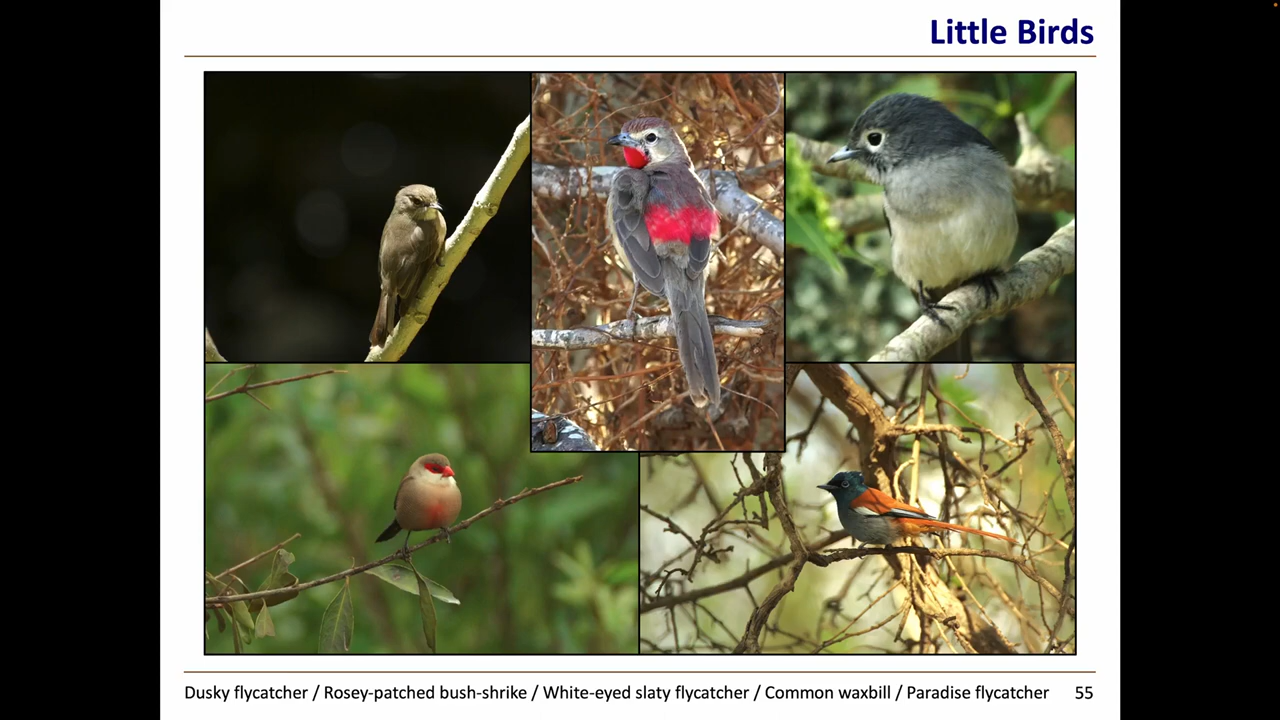 Little Birds
Dusky flycatcher / Rosey-patched bush-shrike / White-eyed slaty flycatcher / Common waxbill / Paradise flycatcher 55